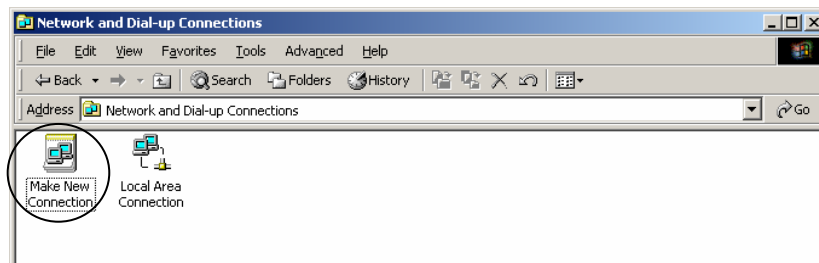 Network and Dial-up Connections
File Edit View Favorites Tools Advanced Help
Back Search Folders History
Address Network and Dial-up Connections Go
Make New Connection
Local Area Connection